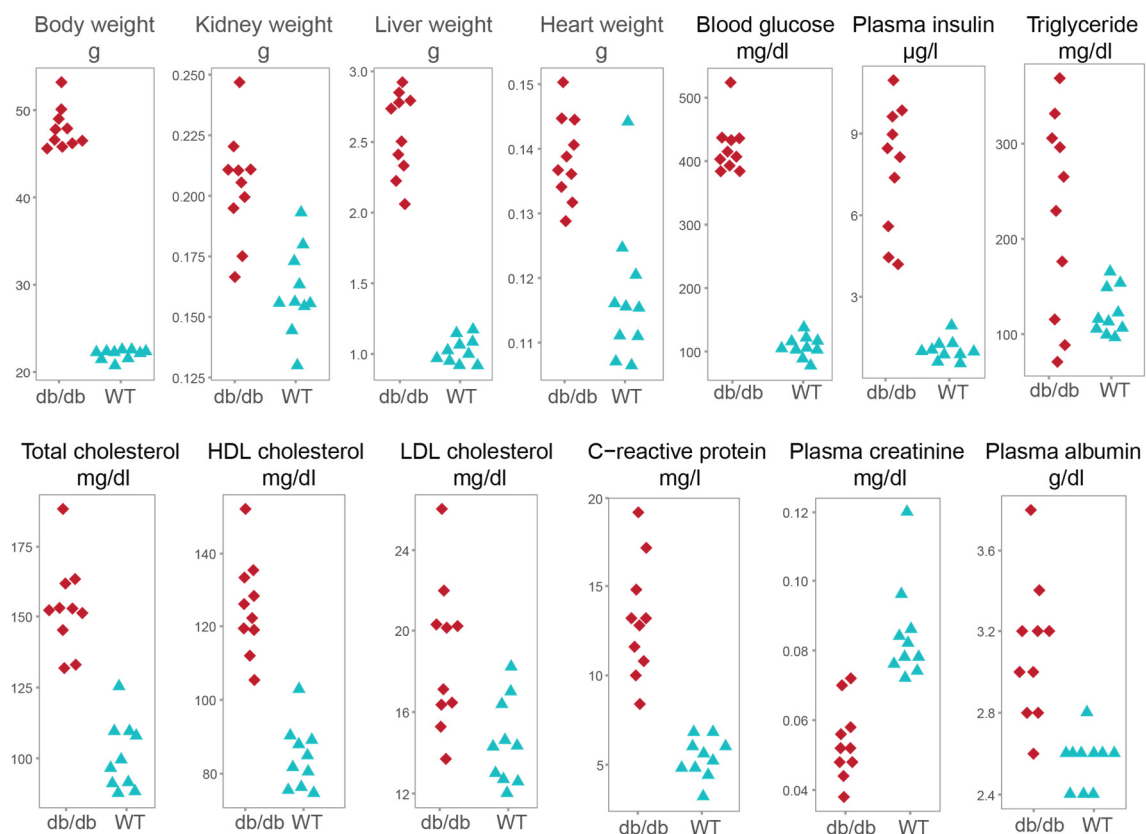 Body weight
g
50
40
30
20
db/db WT
Kidney weight
g
0.250
0.225
0.200
0.175
0.150
0.125
db/db WT
Liver weight
g
3.0
2.5
2.0
1.5
1.0
db/db WT
Heart weight
g
0.15
0.14
0.13
0.12
0.11
db/db WT
Blood glucose
mg/dl
500
400
300
200
100
db/db WT
Plasma insulin
µg/l
9
6
3
db/db WT
Triglyceride
mg/dl
300
200
100
db/db WT
Total cholesterol
mg/dl
175
150
125
100
db/db WT
HDL cholesterol
mg/dl
140
120
100
80
db/db WT
LDL cholesterol
mg/dl
24
20
16
12
db/db WT
C−reactive protein
mg/l
20
15
10
5
db/db WT
Plasma creatinine
mg/dl
0.12
0.10
0.08
0.06
0.04
db/db WT
Plasma albumin
g/dl
3.6
3.2
2.8
2.4
db/db WT